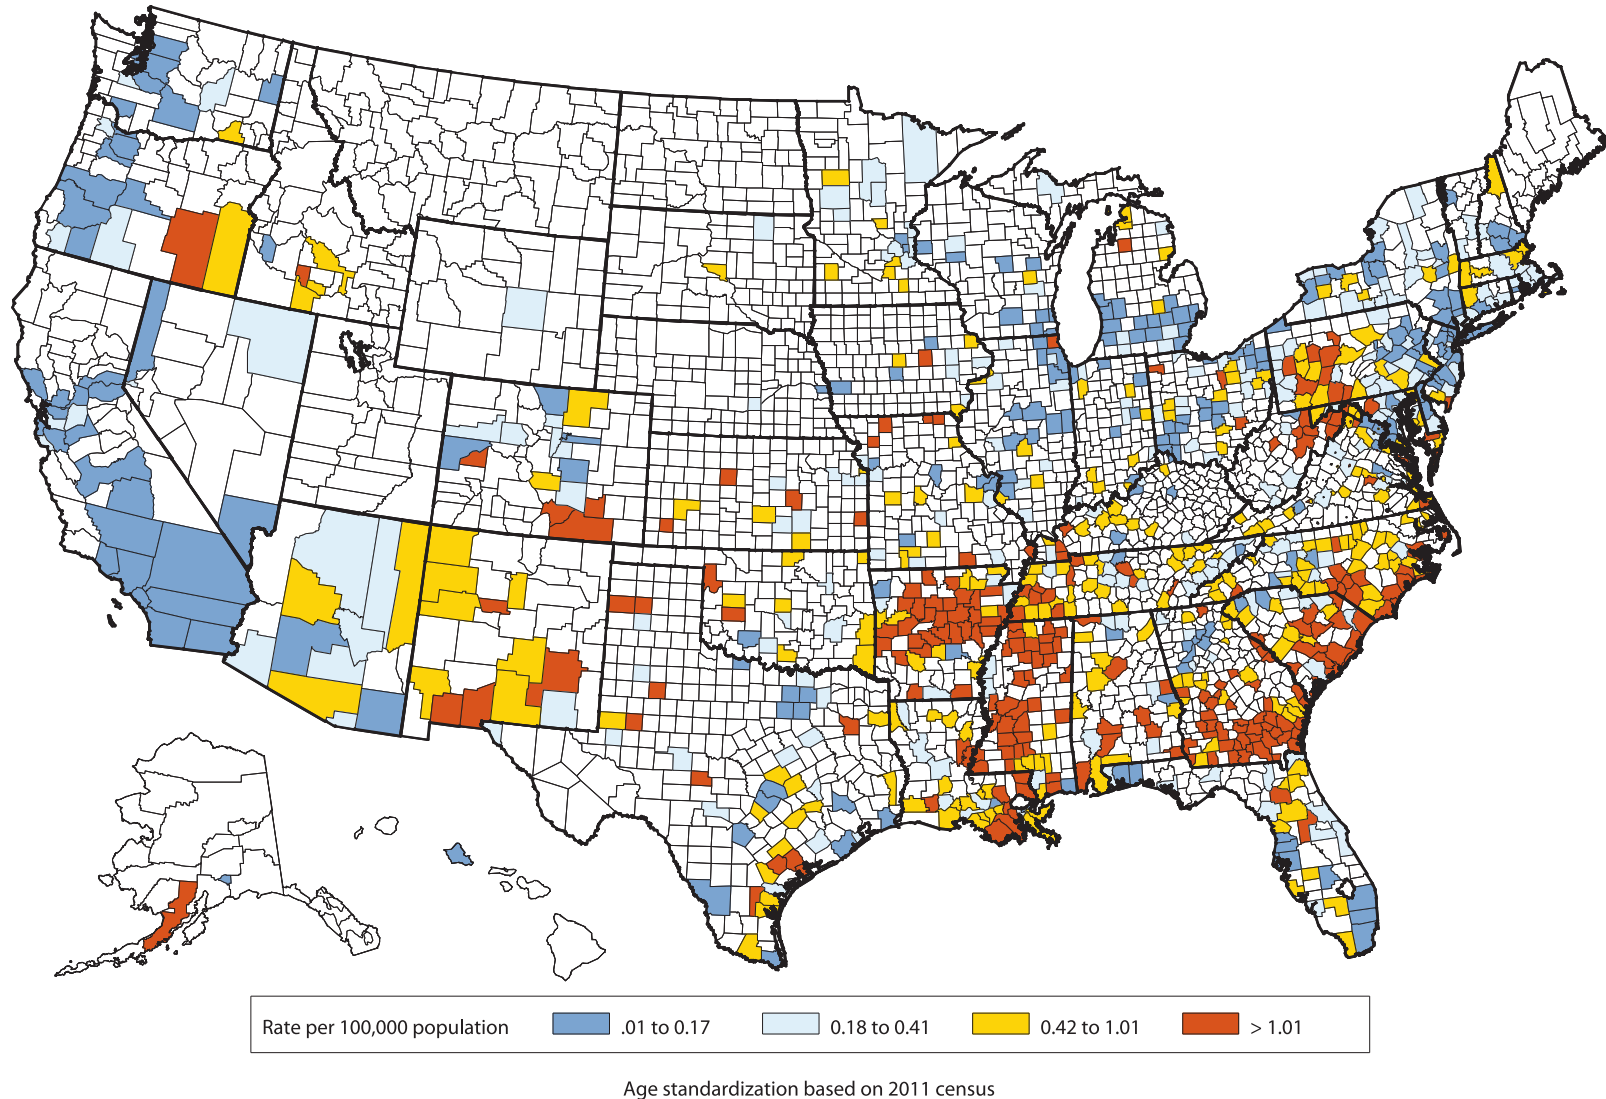 Rate per 100,000 population .01 to 0.17 0.18 to 0.41 0.42 to 1.01 > 1.01
Age standardization based on 2011 census